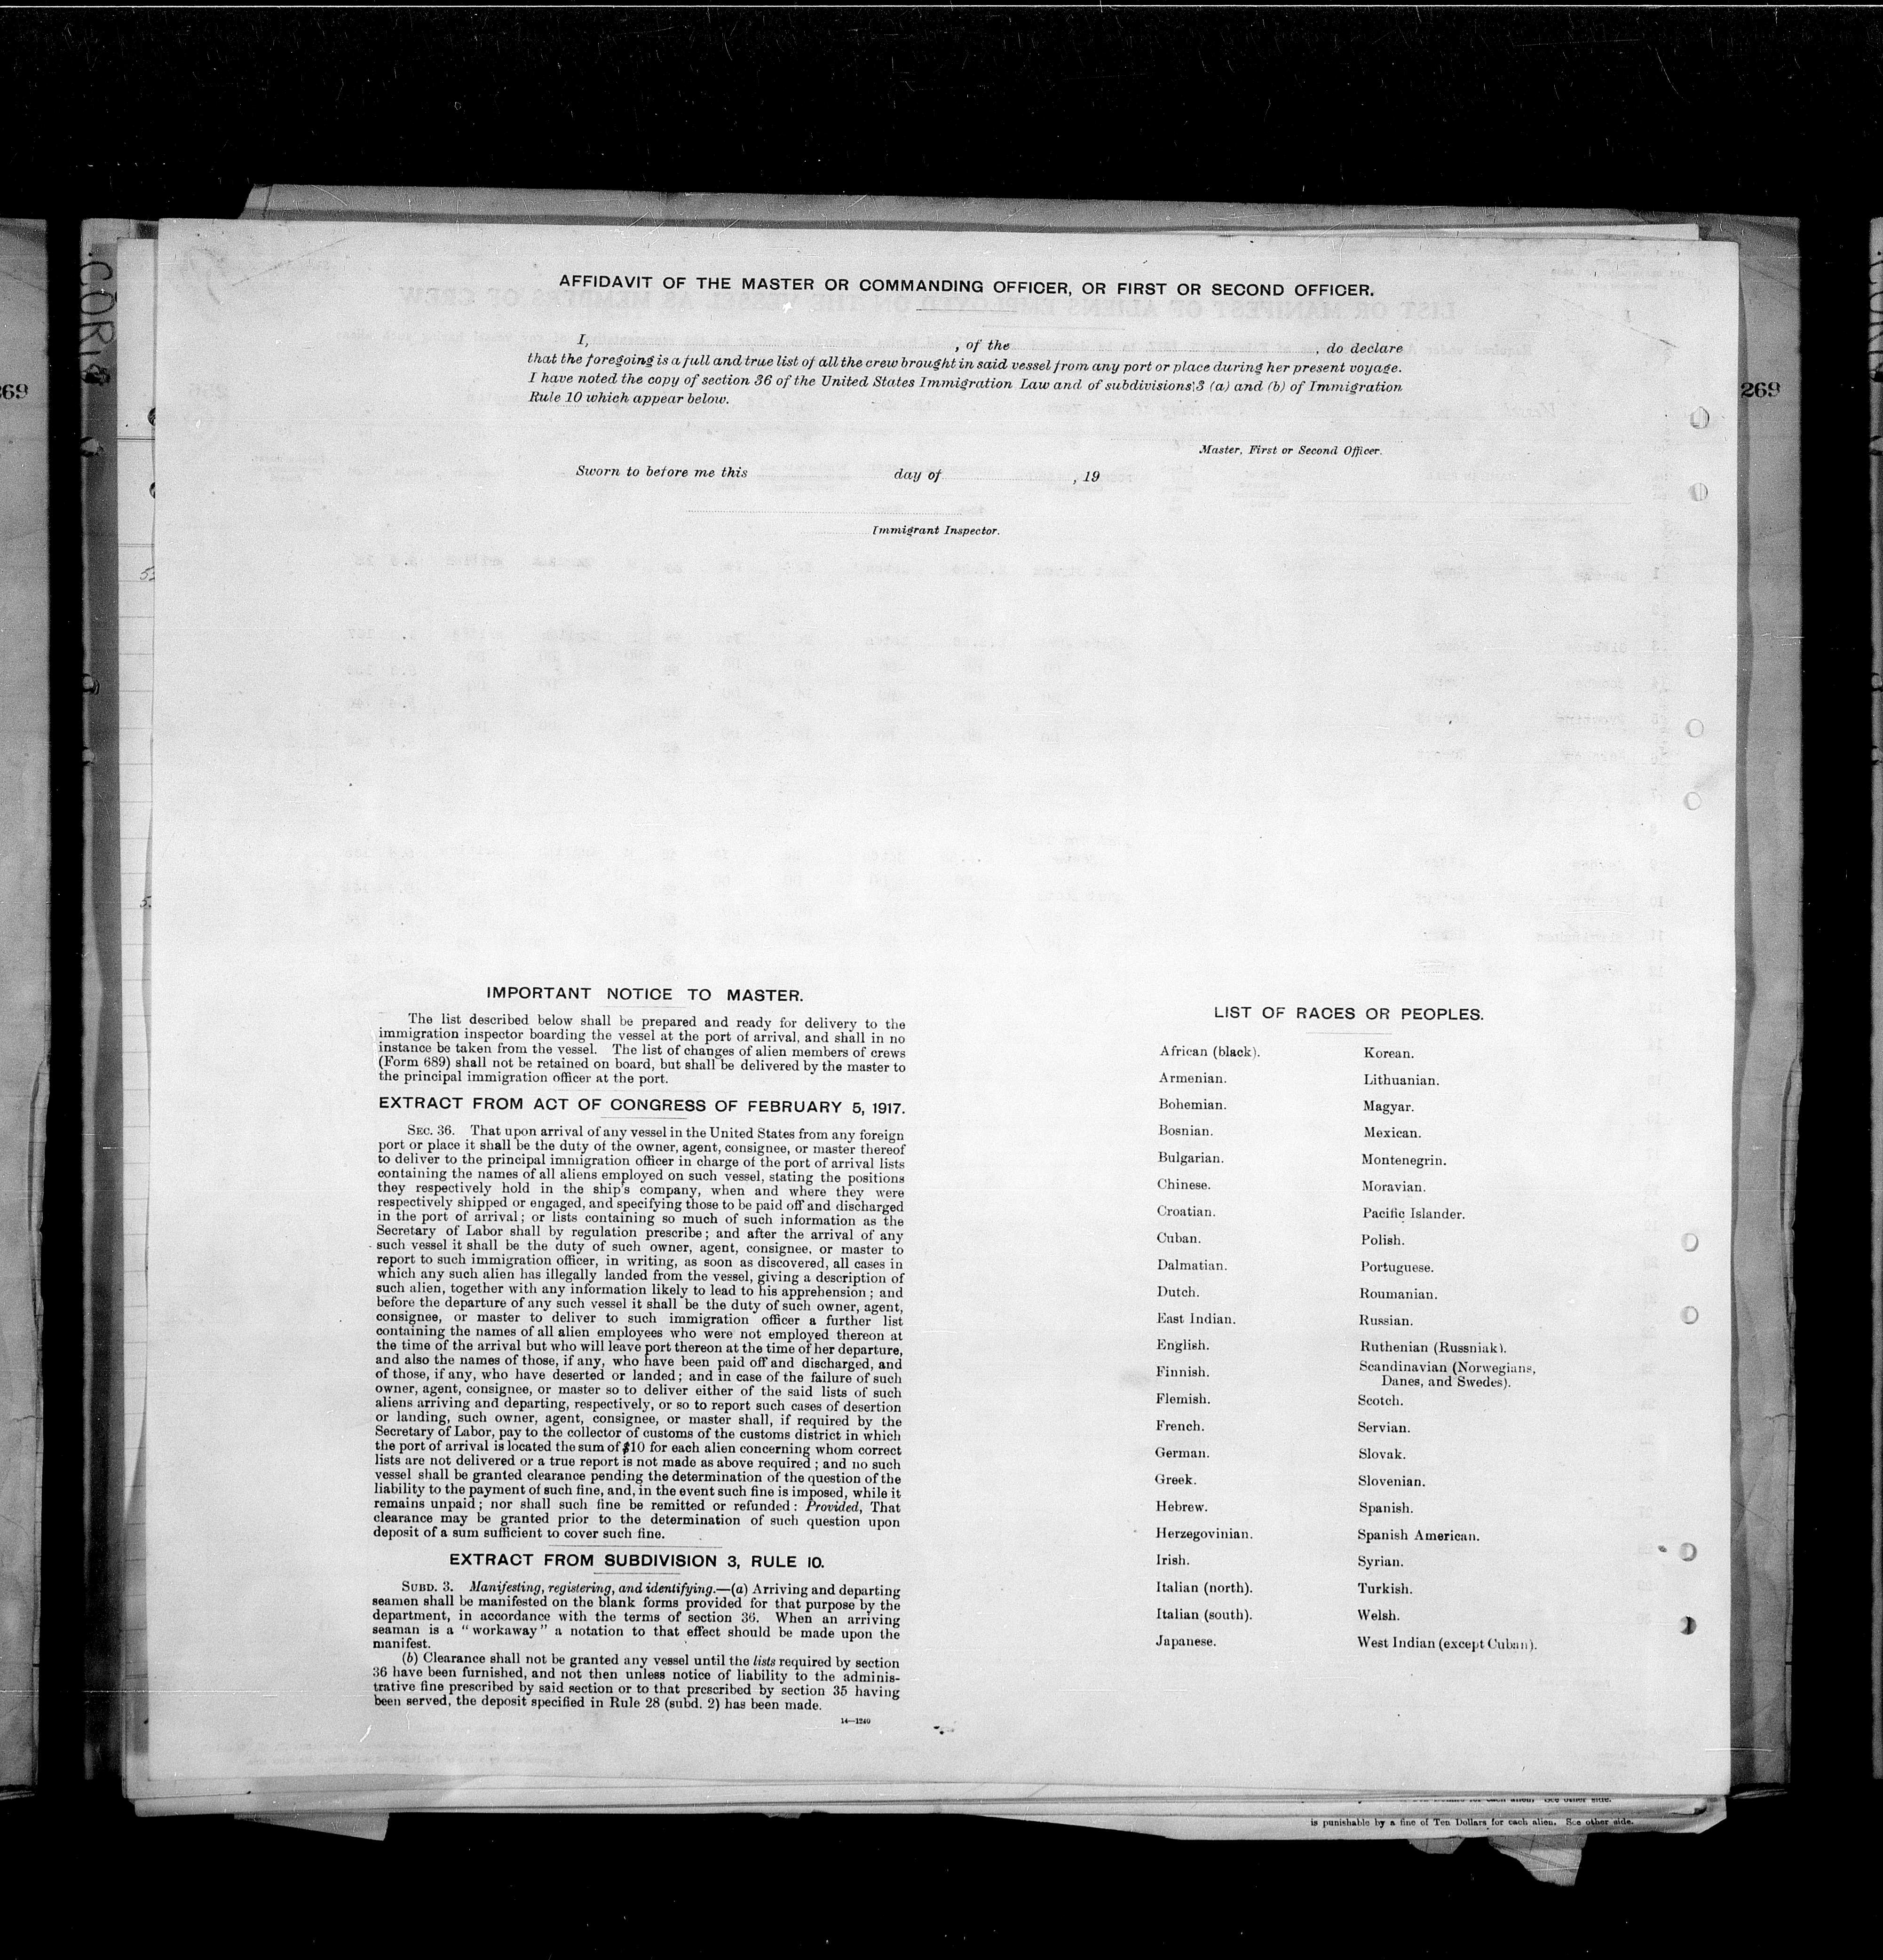 AFFIDAVIT OF THE MASTER OR COMMANDING OFFICER, OR FIRST OR SECOND OFFICER.
I, , of the , do declare
that the foregoing is a full and true list of all the crew brought in said vessel from any port or place during her present voyage.
I have noted the copy of section 36 of the United States Immigration Law and of subdivisions 3 (a) and (b) of Immigration
Rule 10 which appear below.
Master, First or Second Officer.
Sworn to before me this day of , 19
Immigrant Inspector.
269
269
IMPORTANT NOTICE TO MASTER.
The list described below shall be prepared and ready for delivery to the
immigration inspector boarding the vessel at the port of arrival, and shall in no
instance be taken from the vessel. The list of changes of alien members of crews
(Form 689) shall not be retained on board, but shall be delivered by the master to
the principal immigration officer at the port.
EXTRACT FROM ACT OF CONGRESS OF FEBRUARY 5, 1917.
SEC. 36. That upon arrival of any vessel in the United States from any foreign
port or place it shall be the duty of the owner, agent, consignee, or master thereof
to deliver to the principal immigration officer in charge of the port of arrival lists
containing the names of all aliens employed on such vessel, stating the positions
they respectively hold in the ship's company, when and where they were
respectively shipped or engaged, and specifying those to be paid off and discharged
in the port of arrival; or lists containing so much of such information as the
Secretary of Labor shall by regulation prescribe; and after the arrival of any
such vessel it shall be the duty of such owner, agent, consignee, or master to
report to such immigration officer, in writing, as soon as discovered, all cases in
which any such alien has illegally landed from the vessel, giving a description of
such alien, together with any information likely to lead to his apprehension; and
before the departure of any such vessel it shall be the duty of such owner, agent,
consignee, or master to deliver to such immigration officer a further list
containing the names of all alien employees who were not employed thereon at
the time of the arrival but who will leave port thereon at the time of her departure,
and also the names of those, if any, who have been paid off and discharged, and
of those, if any, who have deserted or landed; and in case of the failure of such
owner, agent, consignee, or master so to deliver either of the said lists of such
aliens arriving and departing, respectively, or so to report such cases of desertion
or landing, such owner, agent, consignee, or master shall, if required by the
Secretary of Labor, pay to the collector of customs of the customs district in which
the port of arrival is located the sum of $10 for each alien concerning whom correct
lists are not delivered or a true report is not made as above required; and no such
vessel shall be granted clearance pending the determination of the question of the
liability to the payment of such fine, and, in the event such fine is imposed, while it
remains unpaid; nor shall such fine be remitted or refunded: Provided, That
clearance may be granted prior to the determination of such question upon
deposit of a sum sufficient to cover such fine.
EXTRACT FROM SUBDIVISION 3, RULE 10.
SUBD. 3. Manifesting, registering, and identifying.—(a) Arriving and departing
seamen shall be manifested on the blank forms provided for that purpose by the
department, in accordance with the terms of section 36. When an arriving
seaman is a "workaway" a notation to that effect should be made upon the
manifest.
(b) Clearance shall not be granted any vessel until the lists required by section
36 have been furnished, and not then unless notice of liability to the adminis-
trative fine prescribed by said section or to that prescribed by section 35 having
been served, the deposit specified in Rule 28 (subd. 2) has been made.
14—1240
LIST OF RACES OR PEOPLES.
African (black).
Armenian.
Bohemian.
Bosnian.
Bulgarian.
Chinese.
Croatian.
Cuban.
Dalmatian.
Dutch.
East Indian.
English.
Finnish.
Flemish.
French.
German.
Greek.
Hebrew.
Herzegovinian.
Irish.
Italian (north).
Italian (south).
Japanese.
Korean.
Lithuanian.
Magyar.
Mexican.
Montenegrin.
Moravian.
Pacific Islander.
Polish.
Portuguese.
Roumanian.
Russian.
Ruthenian (Russniak).
Scandinavian (Norwegians,
Danes, and Swedes).
Scotch.
Servian.
Slovak.
Slovenian.
Spanish.
Spanish American.
Syrian.
Turkish.
Welsh.
West Indian (except Cuban).
is punishable by a fine of Ten Dollars for each alien. See other side.